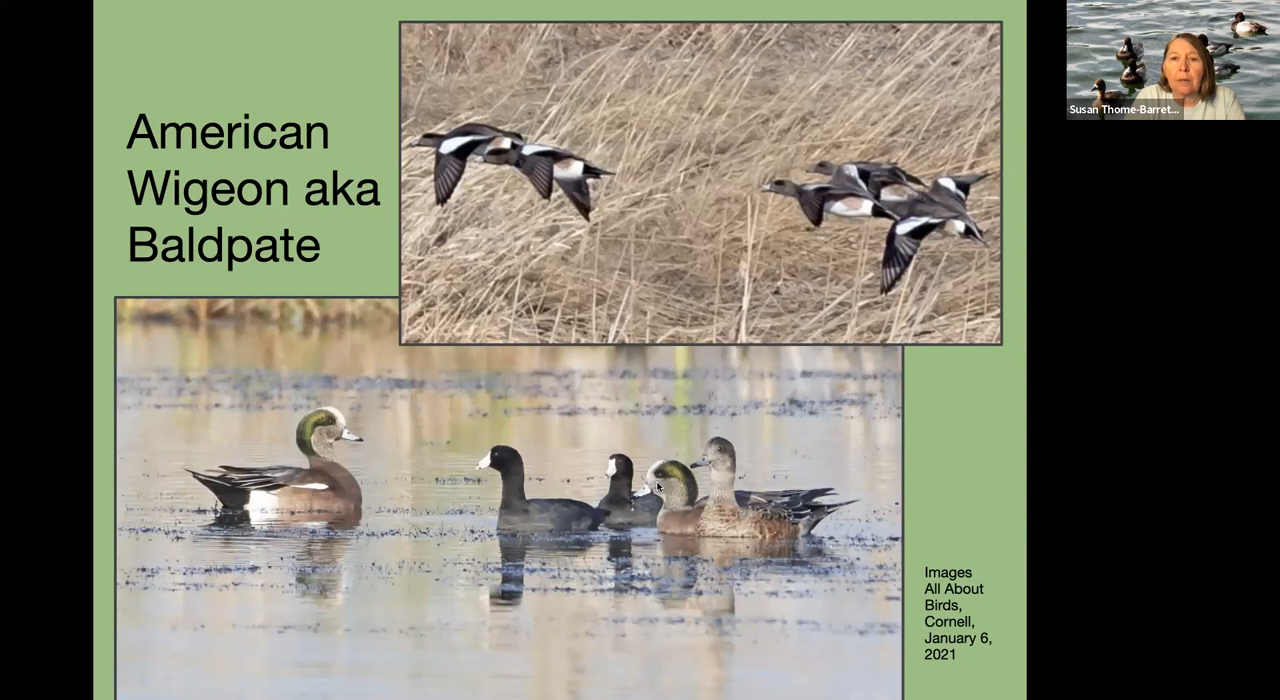 American
Wigeon aka
Baldpate
Susan Thome-Barret...
Images
All About
Birds,
Cornell,
January 6,
2021